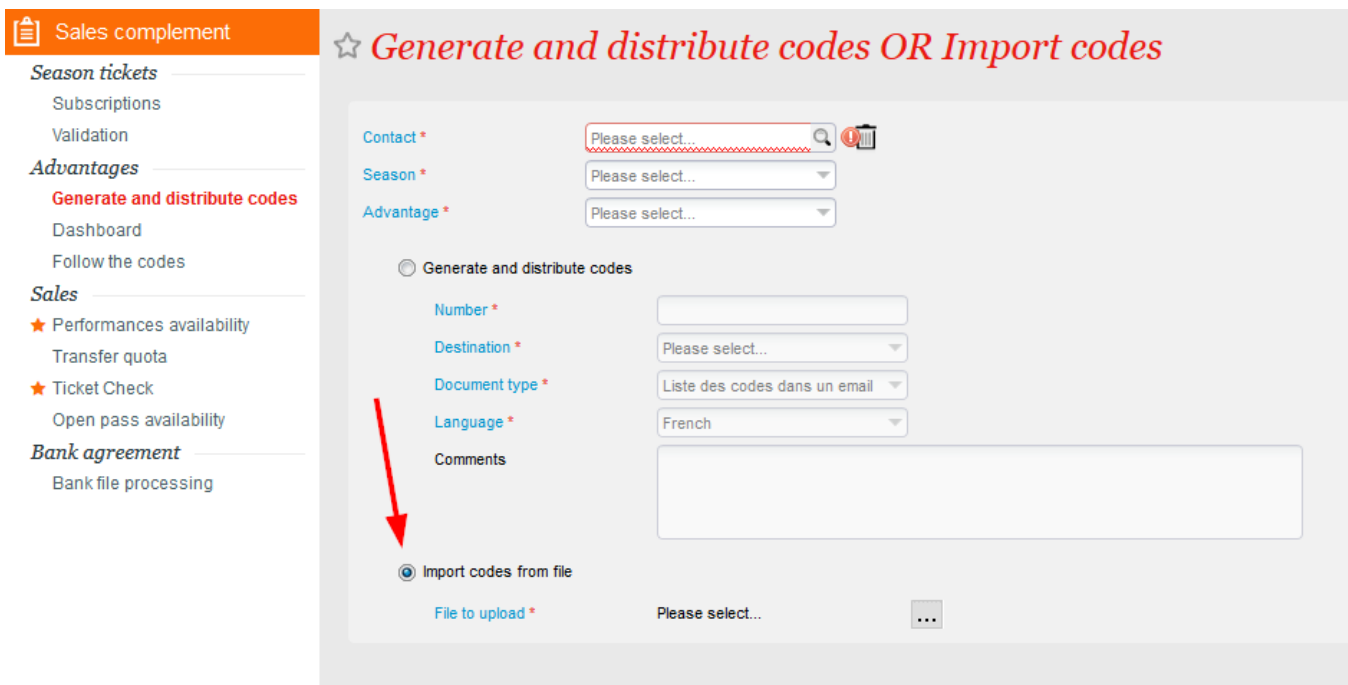 Sales complement
Season tickets
Subscriptions
Validation
Advantages
Generate and distribute codes
Dashboard
Follow the codes
Sales
Performances availability
Transfer quota
Ticket Check
Open pass availability
Bank agreement
Bank file processing
Generate and distribute codes OR Import codes
Contact * Please select...
Season * Please select...
Advantage * Please select...
Generate and distribute codes
Number *
Destination * Please select...
Document type * Liste des codes dans un email
Language * French
Comments
Import codes from file
File to upload * Please select... ...